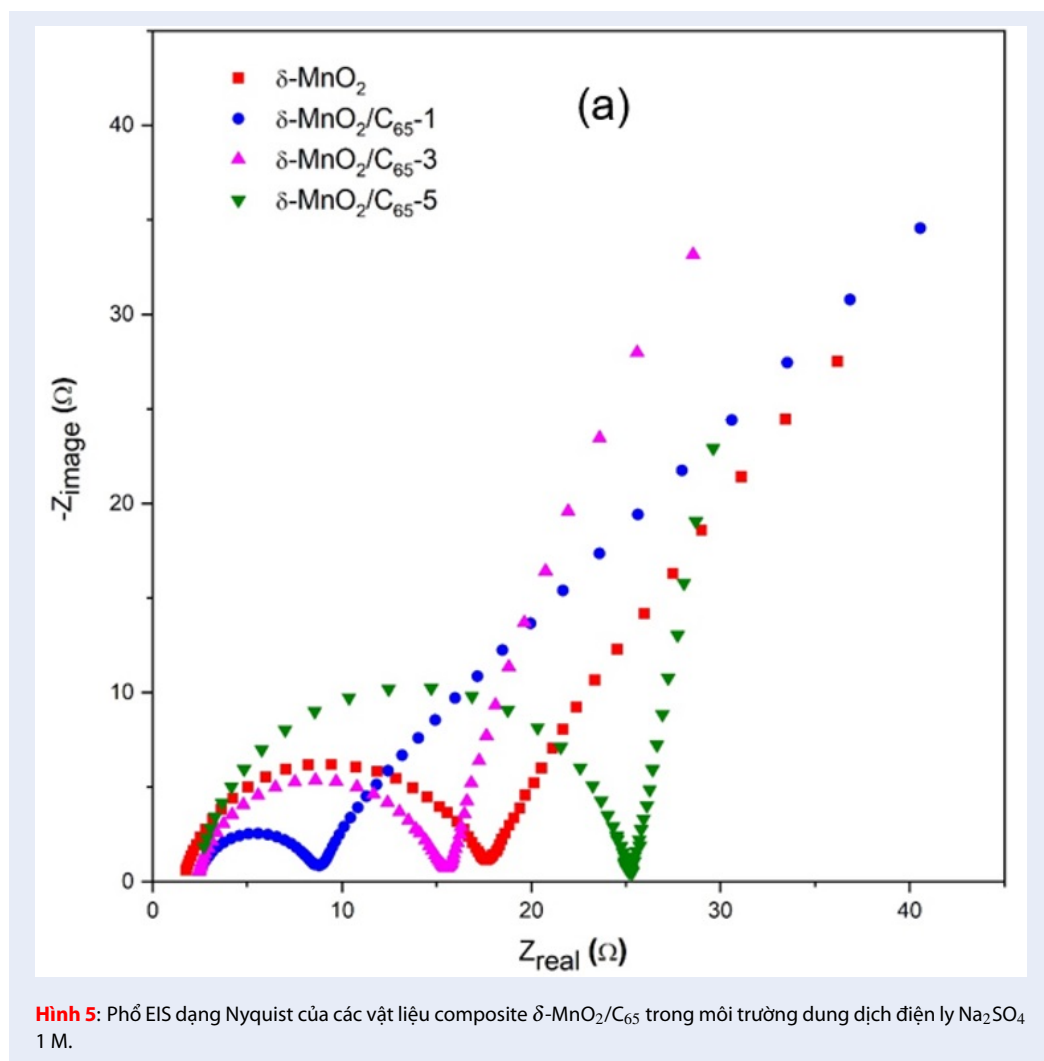 δ-MnO₂
δ-MnO₂/C₆₅-1
δ-MnO₂/C₆₅-3
δ-MnO₂/C₆₅-5
(a)
40
30
20
10
0
-Zimage (Ω)
0 10 20 30 40
Zreal (Ω)
Hình 5: Phổ EIS dạng Nyquist của các vật liệu composite δ-MnO₂/C₆₅ trong môi trường dung dịch điện ly Na₂SO₄
1 M.